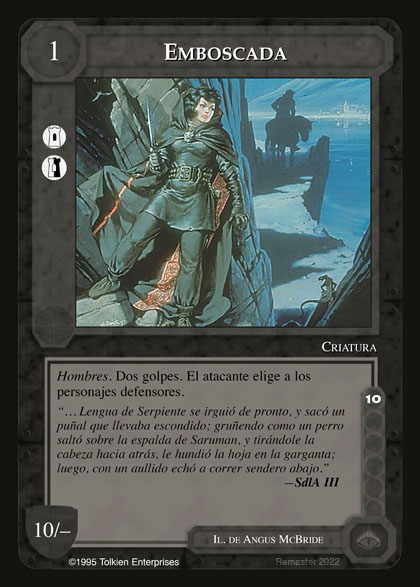 1
EMBOSCADA
CRIATURA
Hombres. Dos golpes. El atacante elige a los
personajes defensores.
10
“… Lengua de Serpiente se irguió de pronto, y sacó un
puñal que llevaba escondido; gruñendo como un perro
saltó sobre la espalda de Saruman, y tirándole la
cabeza hacia atrás, le hundió la hoja en la garganta;
luego, con un aullido echó a correr sendero abajo.”
—SdlA III
10/–
IL. DE ANGUS MCBRIDE
©1995 Tolkien Enterprises
Remaster 2022